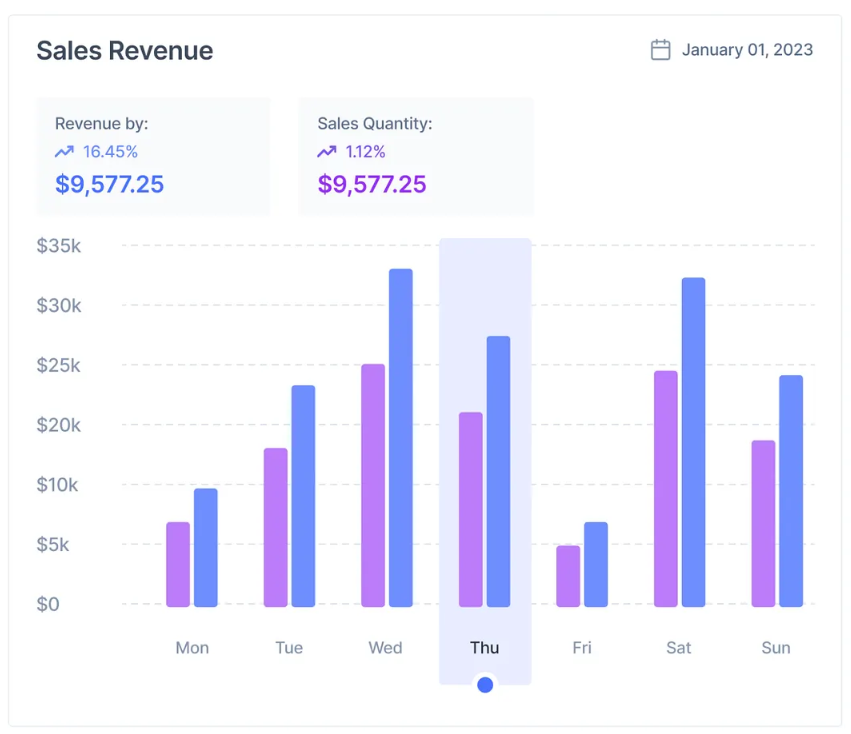 Sales Revenue
January 01, 2023
Revenue by:
16.45%
$9,577.25
Sales Quantity:
1.12%
$9,577.25
$35k
$30k
$25k
$20k
$10k
$5k
$0
Mon Tue Wed Thu Fri Sat Sun